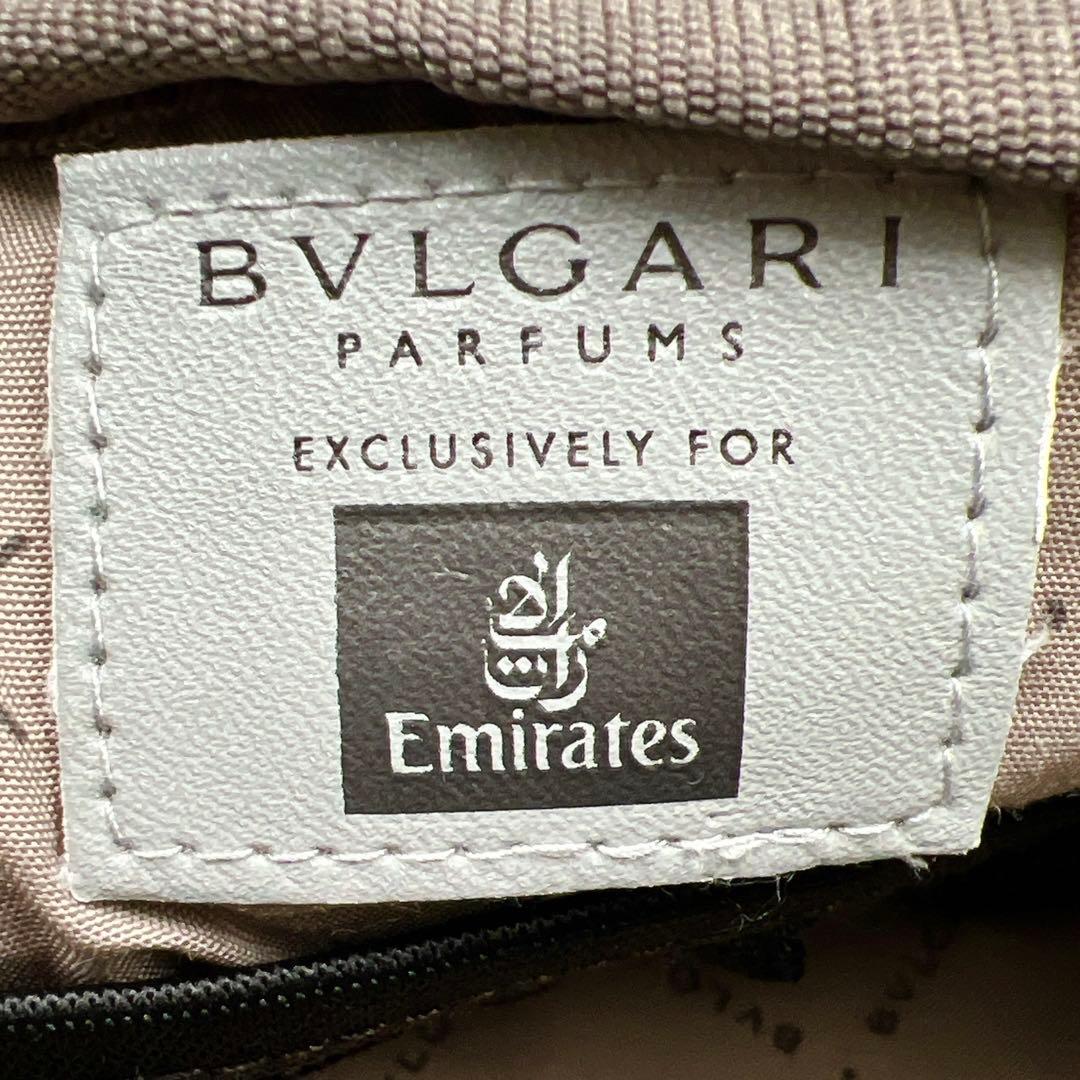 BVLGARI
PARFUMS
EXCLUSIVELY FOR
الإمارات
Emirates